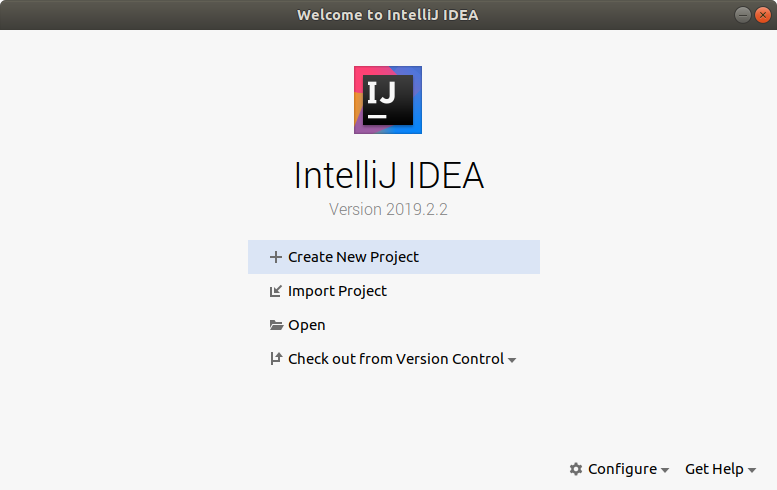 Welcome to IntelliJ IDEA
IJ
IntelliJ IDEA
Version 2019.2.2
Create New Project
Import Project
Open
Check out from Version Control
Configure Get Help